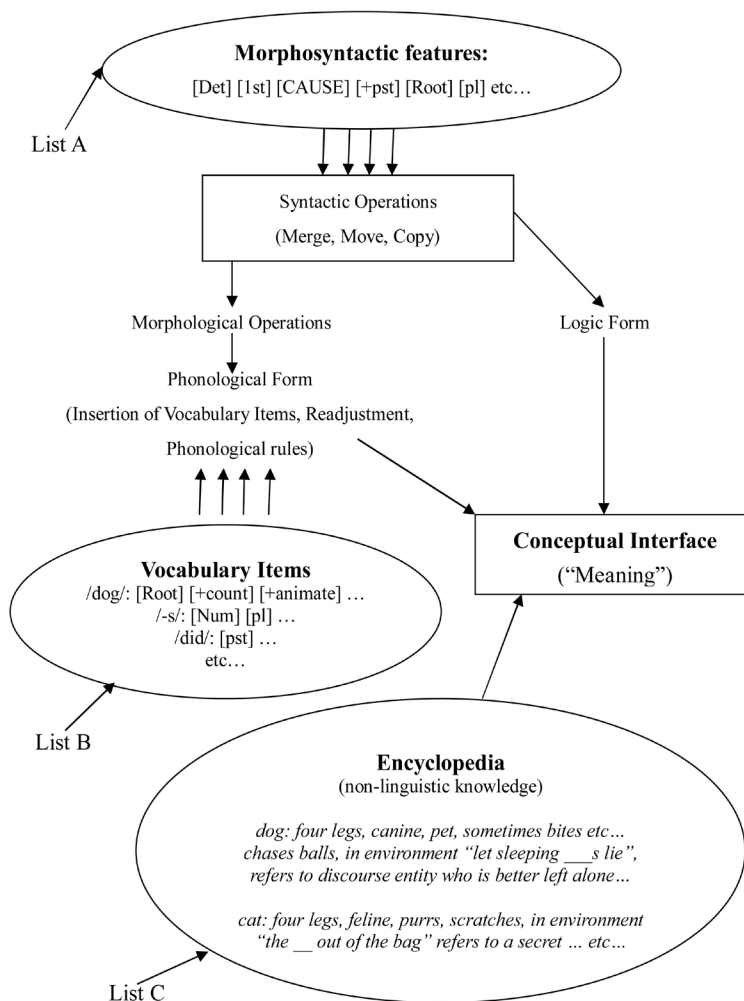 Morphosyntactic features:
[Det] [1st] [CAUSE] [+pst] [Root] [pl] etc…
List A
Syntactic Operations
(Merge, Move, Copy)
Morphological Operations
Logic Form
Phonological Form
(Insertion of Vocabulary Items, Readjustment,
Phonological rules)
Conceptual Interface
(“Meaning”)
Vocabulary Items
/dog/: [Root] [+count] [+animate] …
/-s/: [Num] [pl] …
/did/: [pst] …
etc…
List B
Encyclopedia
(non-linguistic knowledge)
dog: four legs, canine, pet, sometimes bites etc…
chases balls, in environment “let sleeping ___s lie”,
refers to discourse entity who is better left alone…
cat: four legs, feline, purrs, scratches, in environment
“the __ out of the bag” refers to a secret … etc…
List C